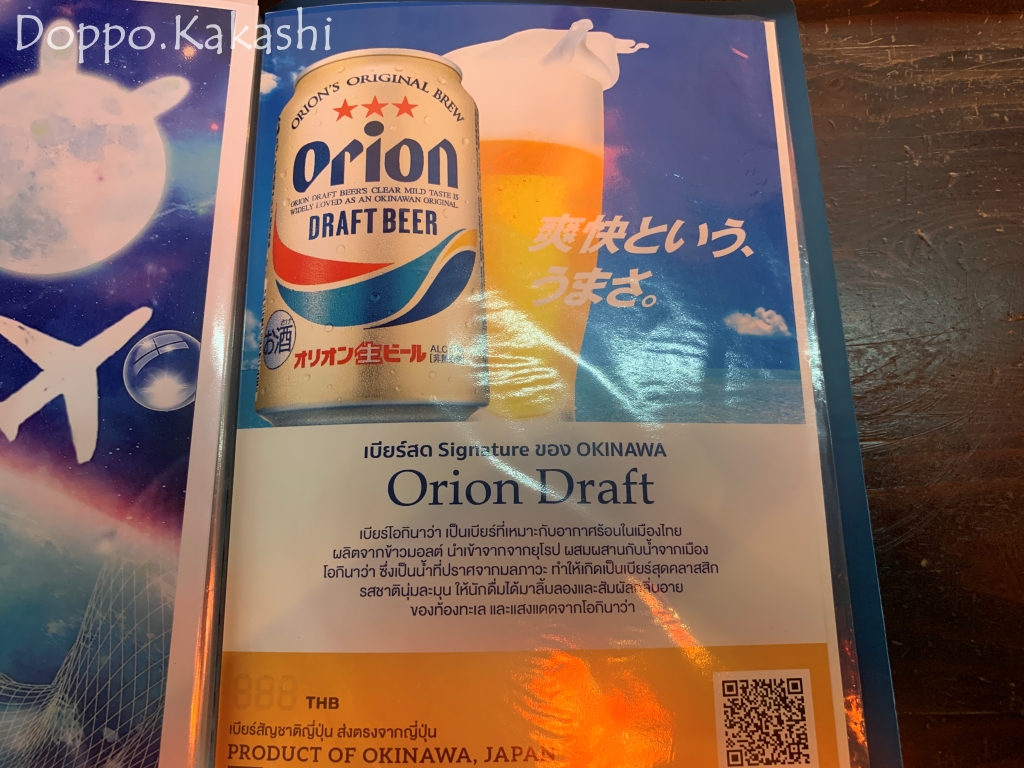 Doppo.Kakashi
ORION'S ORIGINAL BREW
orion
ORION DRAFT BEER'S CLEAR MILD TASTE IS
WIDELY LOVED AS AN OKINAWAN ORIGINAL.
DRAFT BEER
お酒
オリオン生ビール
ALC.
爽快という、
うまさ。
เบียร์สด Signature ของ OKINAWA
Orion Draft
เบียร์โอกินาว่า เป็นเบียร์ที่เหมาะกับอากาศร้อนในเมืองไทย
ผลิตจากข้าวมอลต์ นำเข้าจากจากยุโรป ผสมผสานกับน้ำจากเมือง
โอกินาว่า ซึ่งเป็นน้ำที่ปราศจากมลภาวะ ทำให้เกิดเป็นเบียร์สุดคลาสสิก
รสชาตินุ่มละมุน ให้นักดื่มได้มาลิ้มลองและสัมผัสกลิ่นอาย
ของท้องทะเล และแสงแดดจากโอกินาว่า
888 THB
เบียร์สัญชาติญี่ปุ่น ส่งตรงจากญี่ปุ่น
PRODUCT OF OKINAWA, JAPAN